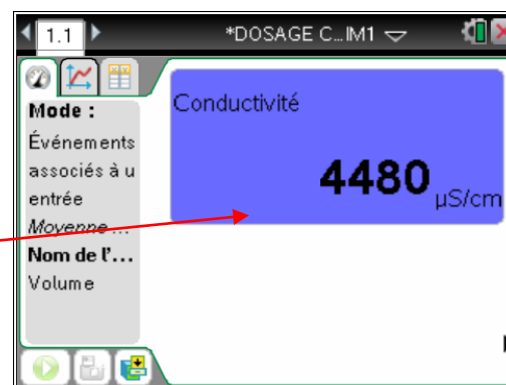 1.1 *DOSAGE C...IM1
Mode :
Événements
associés à u
entrée
Moyenne ...
Nom de l'...
Volume
Conductivité
4480 µS/cm